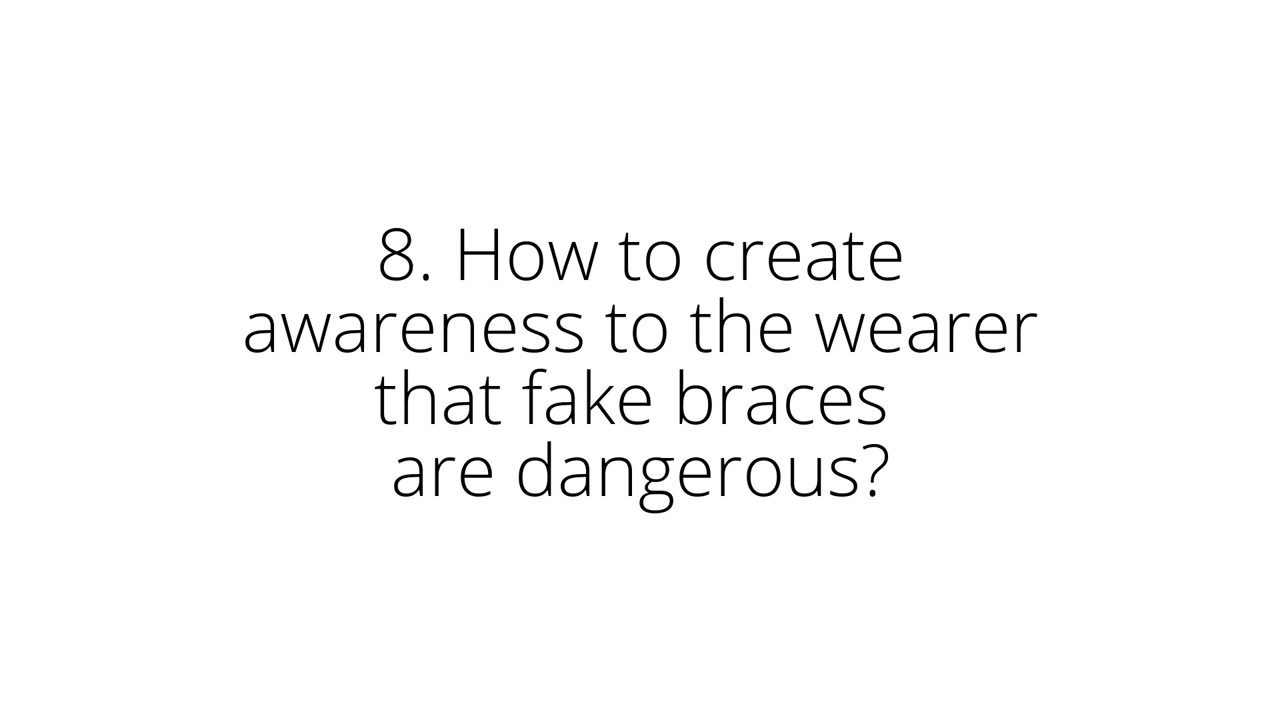 8. How to create
awareness to the wearer
that fake braces
are dangerous?